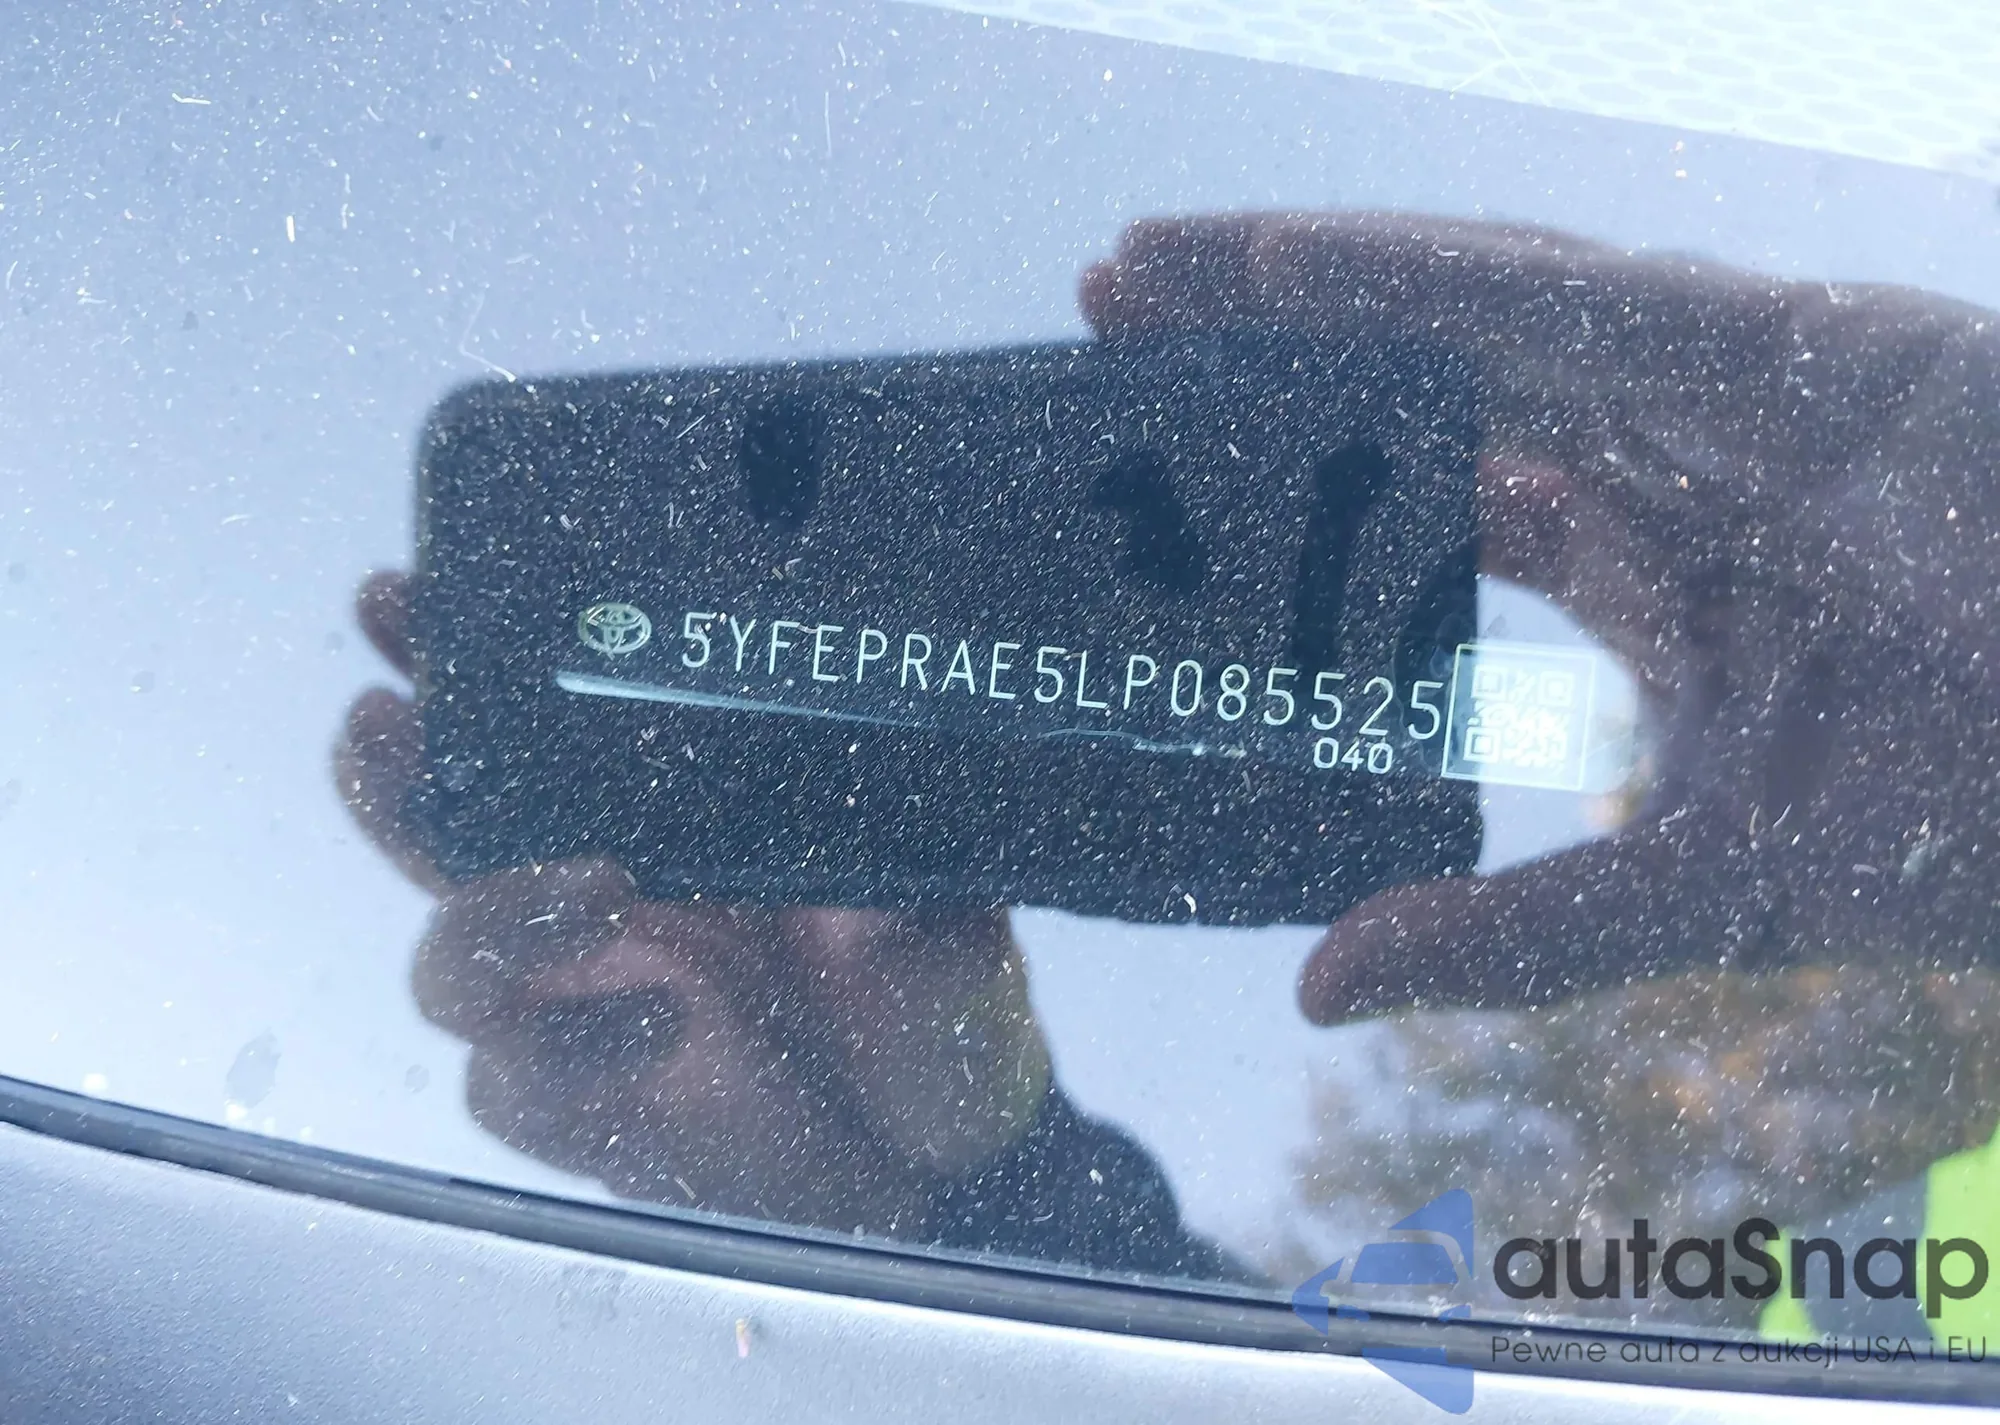 5YFEPRAE5LP085525
040
autaSnap
Pewne auta z aukcji USA i EU